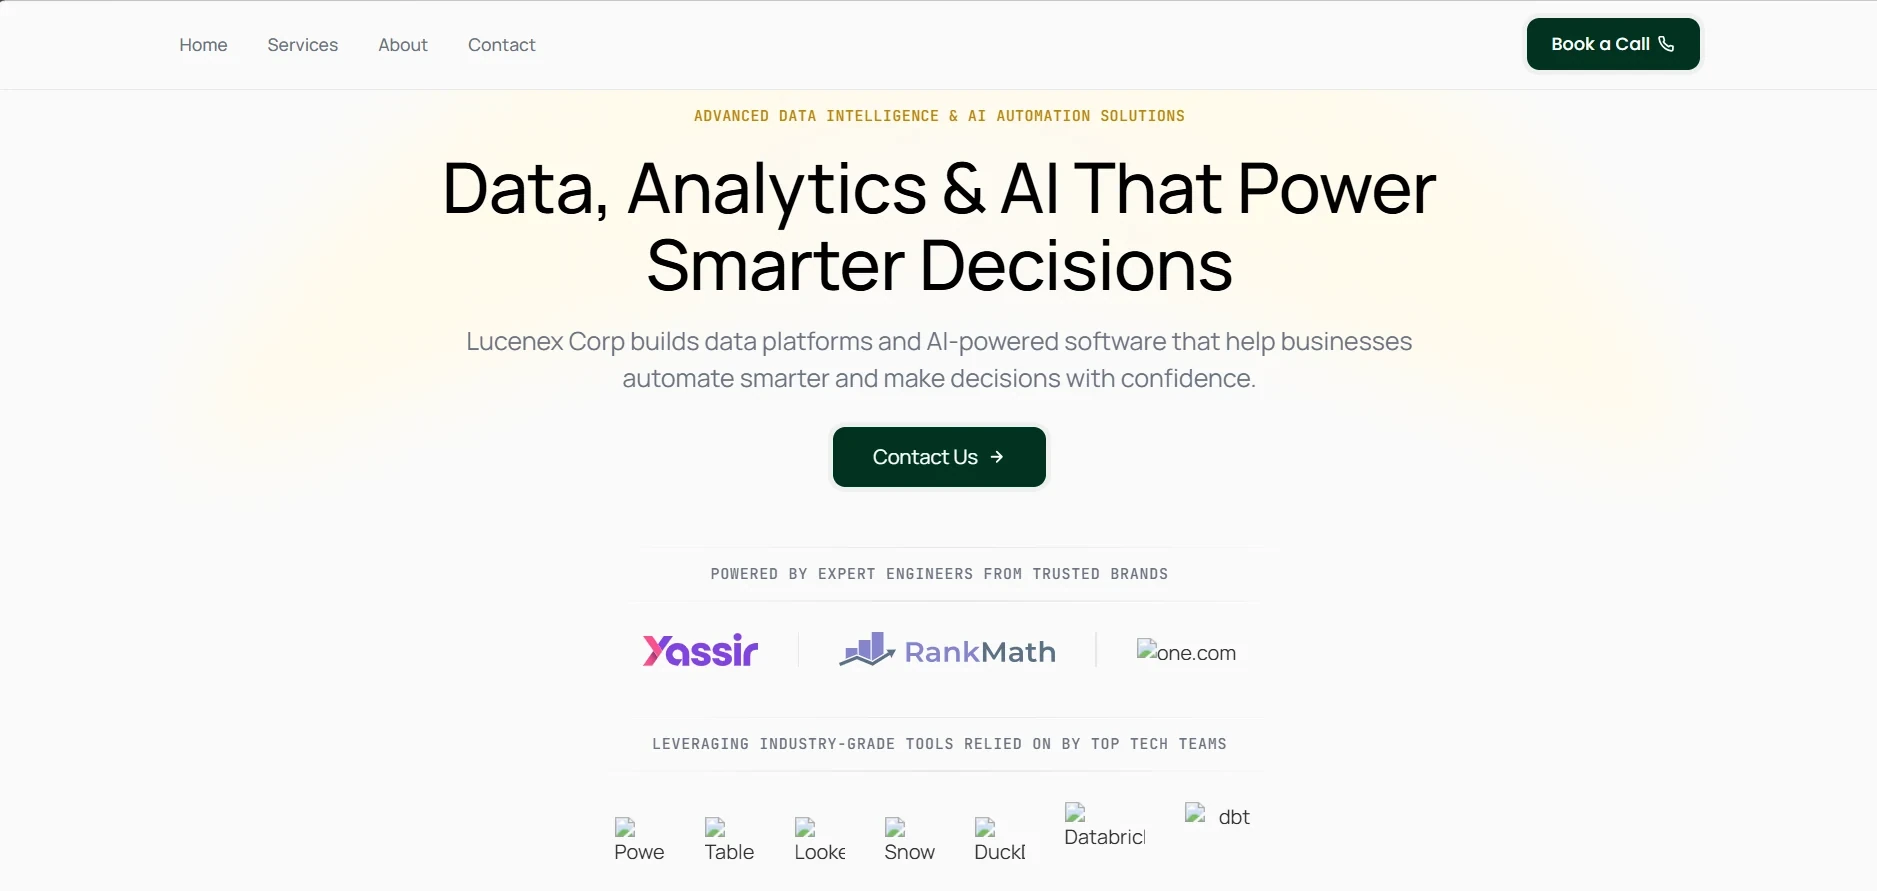 Home
Services
About
Contact
Book a Call
ADVANCED DATA INTELLIGENCE & AI AUTOMATION SOLUTIONS
Data, Analytics & AI That Power
Smarter Decisions
Lucenex Corp builds data platforms and AI-powered software that help businesses
automate smarter and make decisions with confidence.
Contact Us
POWERED BY EXPERT ENGINEERS FROM TRUSTED BRANDS
Yassir
RankMath
one.com
LEVERAGING INDUSTRY-GRADE TOOLS RELIED ON BY TOP TECH TEAMS
Powe
Table
Looke
Snow
DuckD
Databric
dbt